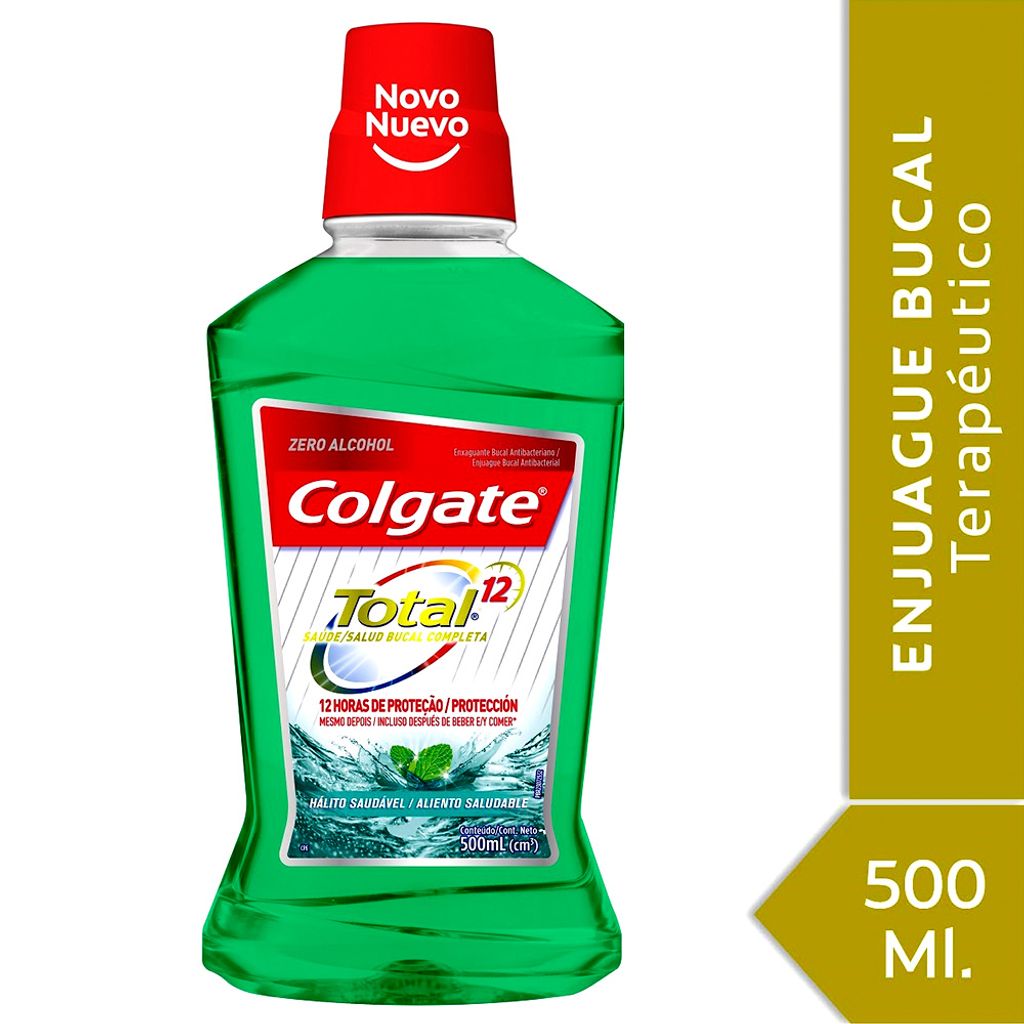 Novo
Nuevo
ZERO ALCOHOL
Enxaguante Bucal Antibacteriano /
Enjuague Bucal Antibacterial
Colgate®
Total® 12
SAÚDE/SALUD BUCAL COMPLETA
12 HORAS DE PROTEÇÃO / PROTECCIÓN
MESMO DEPOIS / INCLUSO DESPUÉS DE BEBER E/Y COMER*
HÁLITO SAUDÁVEL / ALIENTO SALUDABLE
Conteúdo/Cont. Neto
500mL (cm³)
ENJUAGUE BUCAL
Terapéutico
500
Ml.